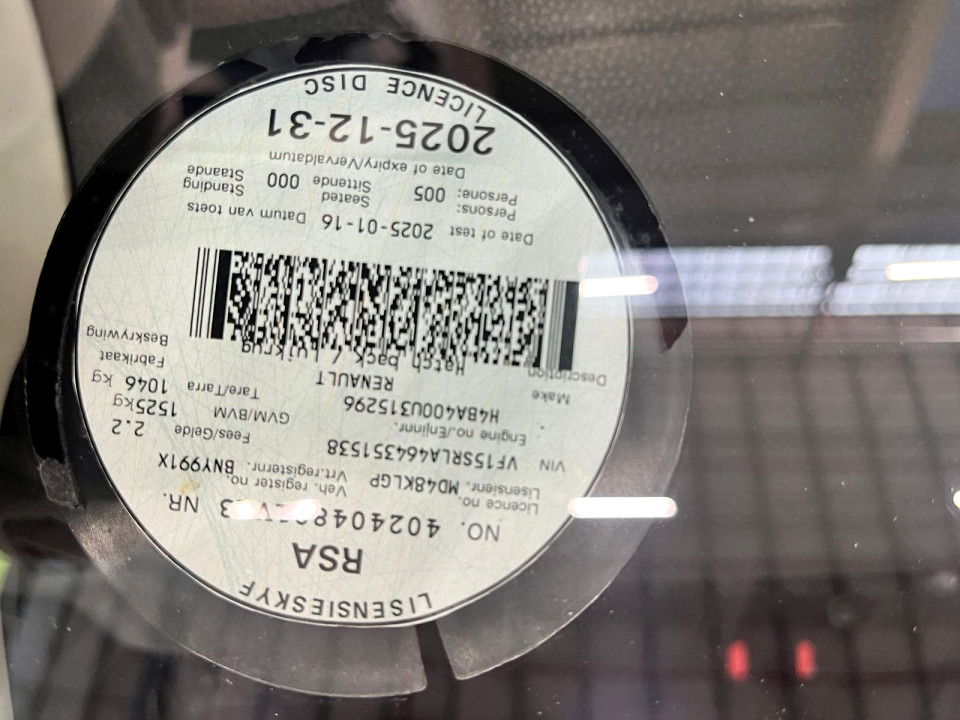 LISENSIESKYF
RSA
NO. NR.
Licence no. Veh. register no.
Lisensienr. MD48KLGP Vrt.registernr. BNY991X
VIN VF15SRLA464351538 Fees/Gelde 2.2
Engine no./Enjinnr. H4BA400U315296 GVM/BVM 1525kg
Make RENAULT Tare/Tarra 1046 kg Fabrikaat
Description Hatch back / Luikrug Beskrywing
Date of test 2025-01-16 Datum van toets
Persons: 005 Seated 000 Standing
Persone: Sittende Staande
Date of expiry/Vervaldatum
2025-12-31
LICENCE DISC